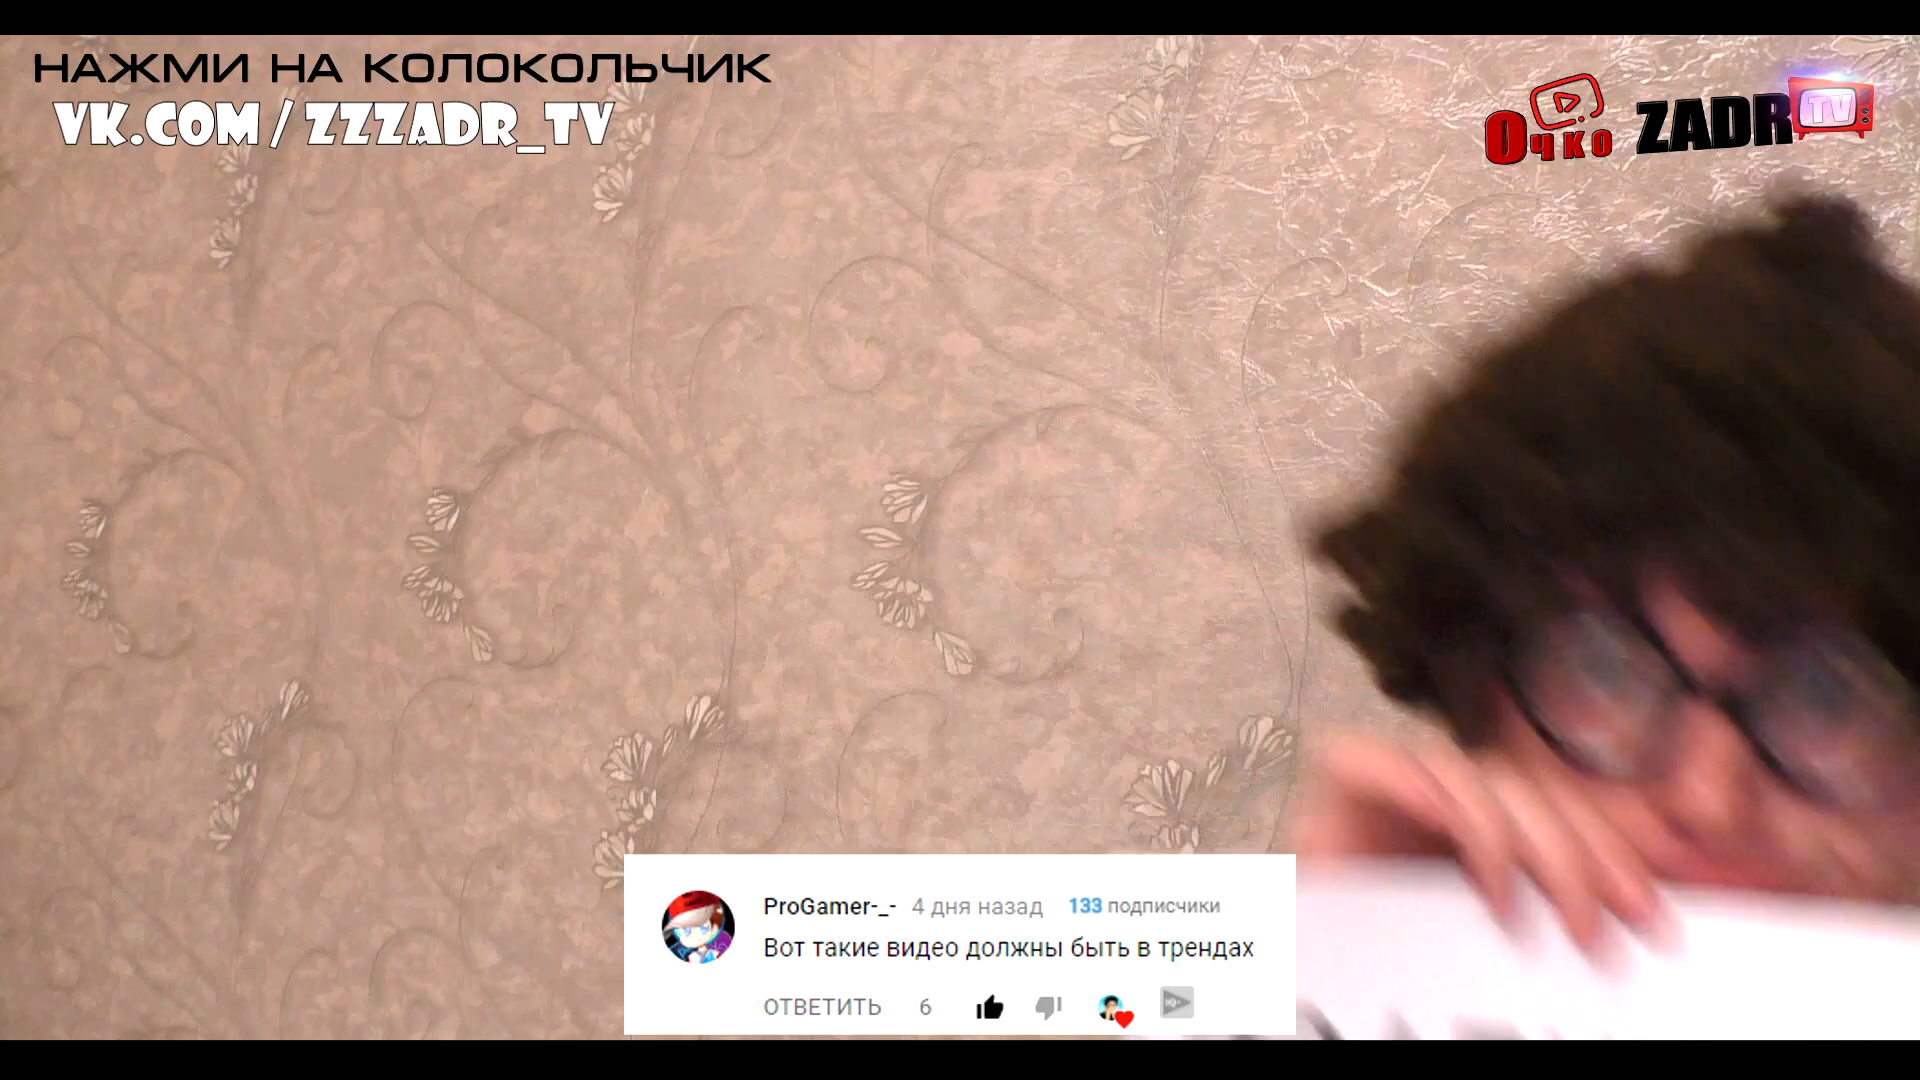 НАЖМИ НА КОЛОКОЛЬЧИК
VK.COM/ZZZADR_TV
Очко ZADR TV
ProGamer-_- 4 дня назад 133 подписчики
Вот такие видео должны быть в трендах
ОТВЕТИТЬ 6